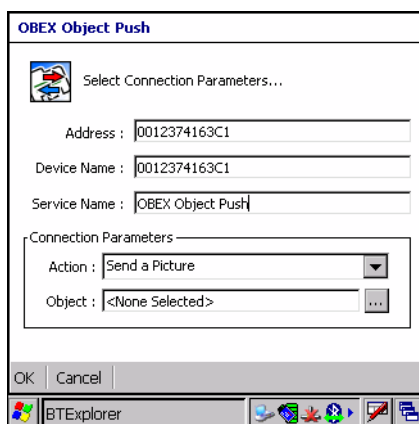 OBEX Object Push
Select Connection Parameters...
Address : 0012374163C1
Device Name : 0012374163C1
Service Name : OBEX Object Push
Connection Parameters
Action : Send a Picture
Object : <None Selected> ...
OK Cancel
BTExplorer